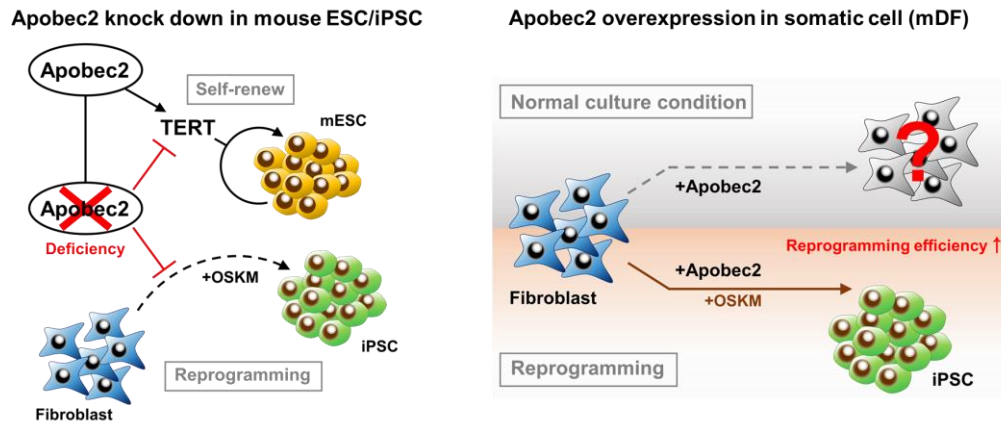 Apobec2 knock down in mouse ESC/iPSC
Apobec2
Self-renew
TERT
mESC
Apobec2
Deficiency
+OSKM
iPSC
Reprogramming
Fibroblast
Apobec2 overexpression in somatic cell (mDF)
Normal culture condition
?
+Apobec2
Reprogramming efficiency ↑
+Apobec2
+OSKM
Fibroblast
iPSC
Reprogramming